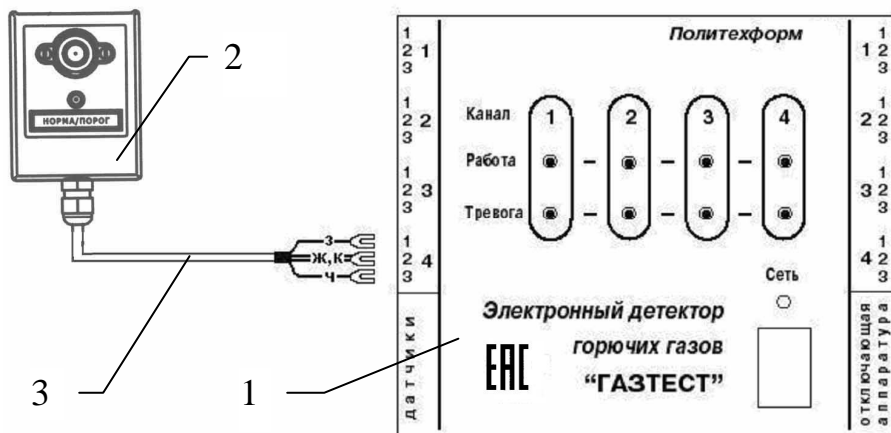 2
НОРМА/ПОРОГ
З
Ж,К
Ч
3
1
1
2
3
1
1
2
3
2
1
2
3
3
1
2
3
4
датчики
Политехформ
Канал 1 2 3 4
Работа
Тревога
Сеть
Электронный детектор
горючих газов
"ГАЗТЕСТ"
EAC
1
1
2
3
2
1
2
3
3
1
2
3
4
1
2
3
отключающая
аппаратура